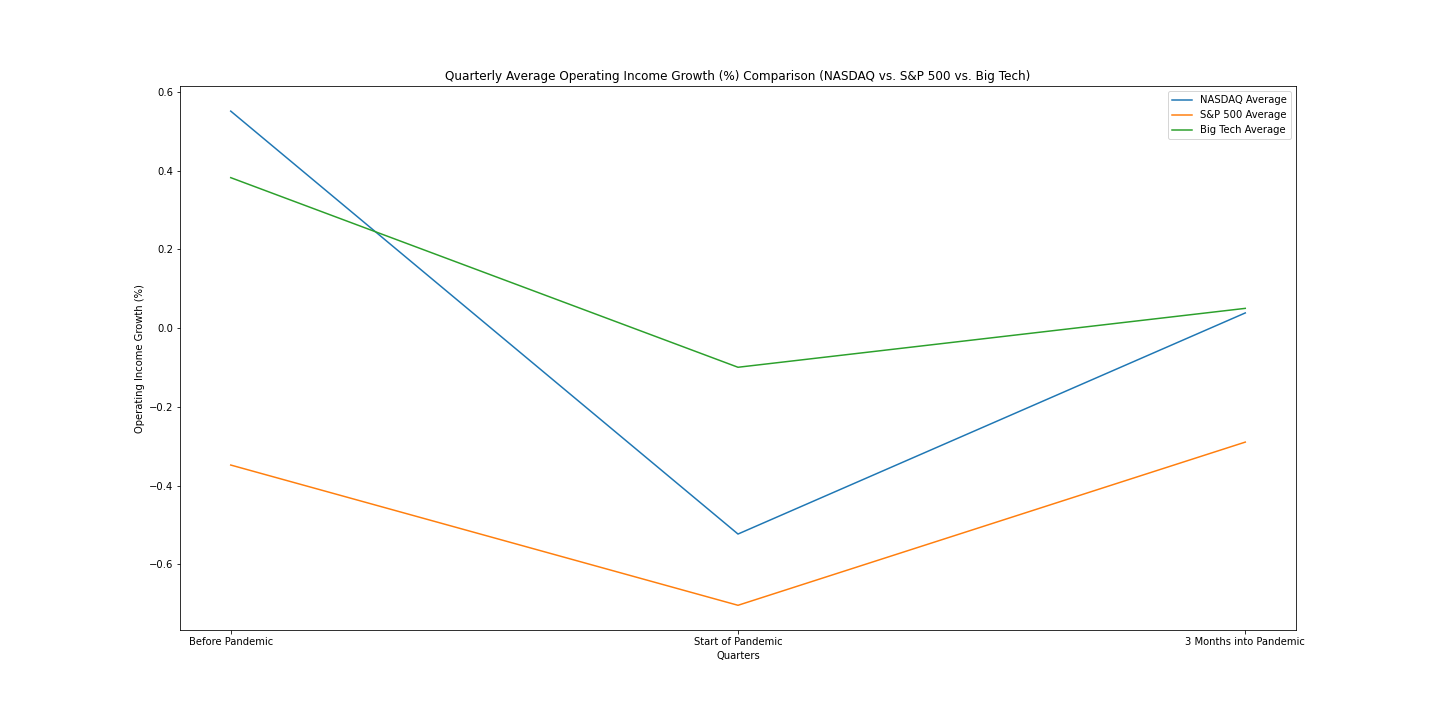 Quarterly Average Operating Income Growth (%) Comparison (NASDAQ vs. S&P 500 vs. Big Tech)
NASDAQ Average
S&P 500 Average
Big Tech Average
Operating Income Growth (%)
0.6
0.4
0.2
0.0
−0.2
−0.4
−0.6
Before Pandemic
Start of Pandemic
3 Months into Pandemic
Quarters